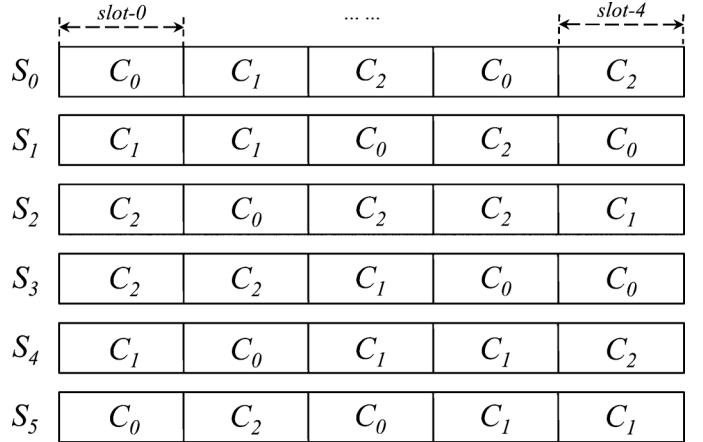 slot-0 ... ... slot-4
S0 C0 C1 C2 C0 C2
S1 C1 C1 C0 C2 C0
S2 C2 C0 C2 C2 C1
S3 C2 C2 C1 C0 C0
S4 C1 C0 C1 C1 C2
S5 C0 C2 C0 C1 C1